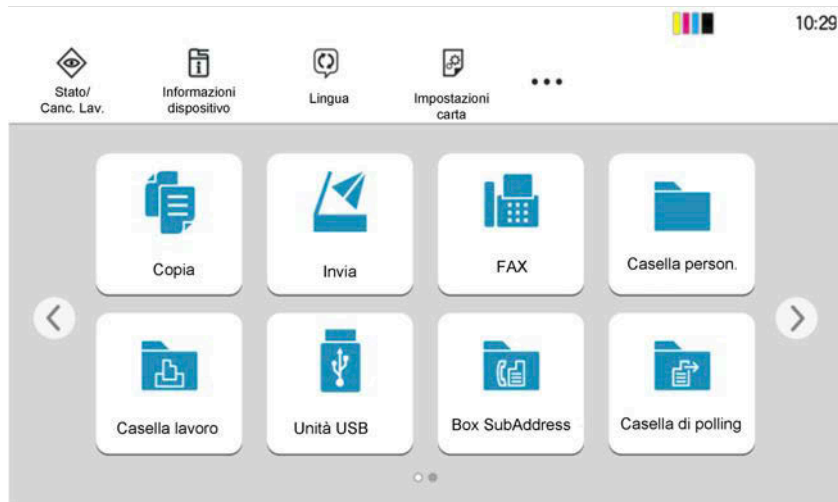 10:29
Stato/
Canc. Lav.
Informazioni
dispositivo
Lingua
Impostazioni
carta
Copia
Invia
FAX
Casella person.
Casella lavoro
Unità USB
Box SubAddress
Casella di polling